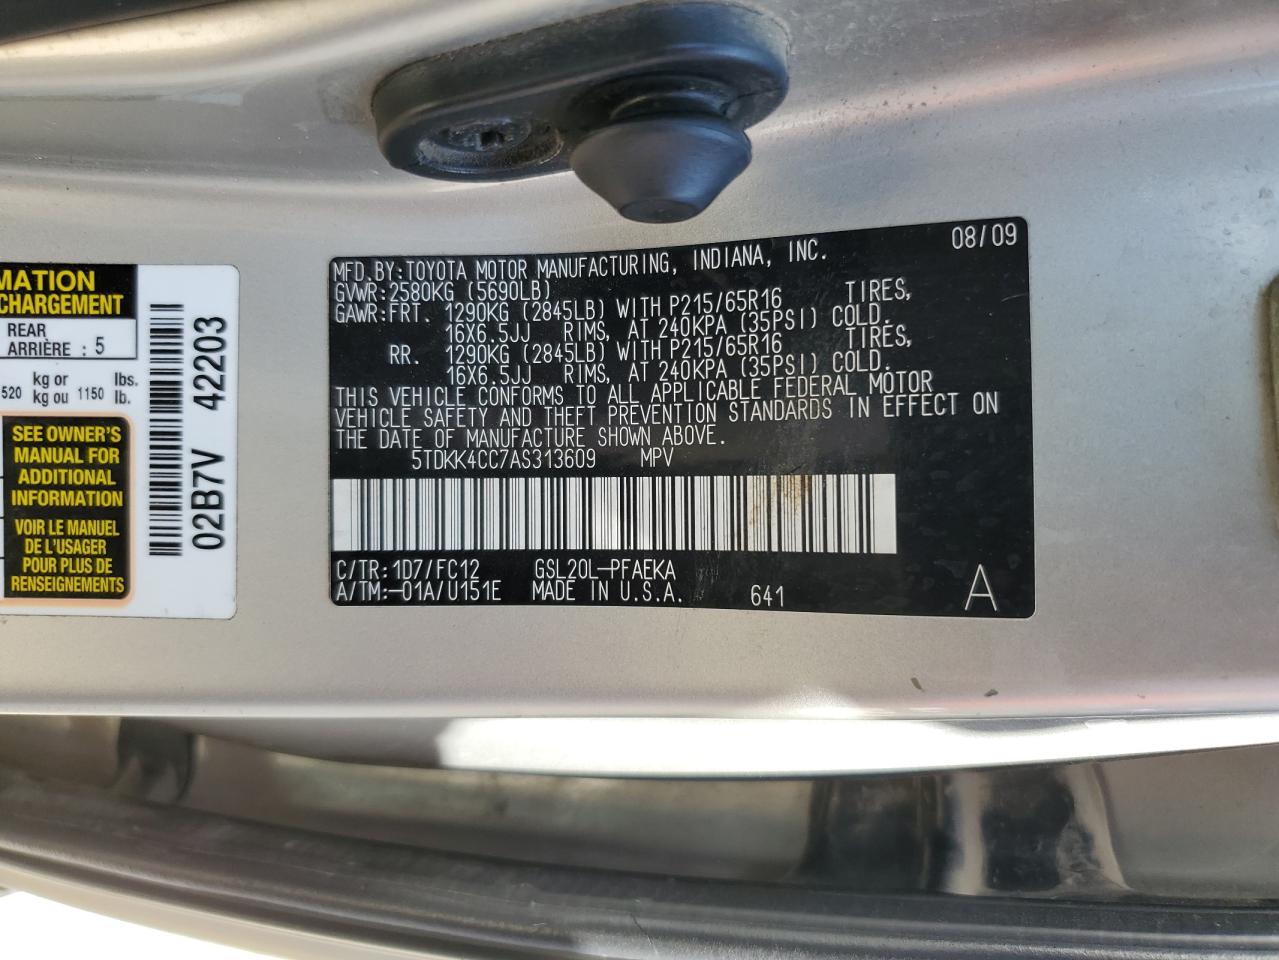 MATION
CHARGEMENT
REAR
ARRIÈRE : 5
520 kg or 1150 lbs.
kg ou lb.
SEE OWNER'S
MANUAL FOR
ADDITIONAL
INFORMATION
VOIR LE MANUEL
DE L'USAGER
POUR PLUS DE
RENSEIGNEMENTS
02B7V 42203
08/09
MFD.BY:TOYOTA MOTOR MANUFACTURING, INDIANA, INC.
GVWR:2580KG (5690LB)
GAWR:FRT. 1290KG (2845LB) WITH P215/65R16 TIRES,
16X6.5JJ RIMS, AT 240KPA (35PSI) COLD.
RR. 1290KG (2845LB) WITH P215/65R16 TIRES,
16X6.5JJ RIMS, AT 240KPA (35PSI) COLD.
THIS VEHICLE CONFORMS TO ALL APPLICABLE FEDERAL MOTOR
VEHICLE SAFETY AND THEFT PREVENTION STANDARDS IN EFFECT ON
THE DATE OF MANUFACTURE SHOWN ABOVE.
5TDKK4CC7AS313609 MPV
C/TR:1D7/FC12 GSL20L-PFAEKA
A/TM:-01A/U151E MADE IN U.S.A. 641 A